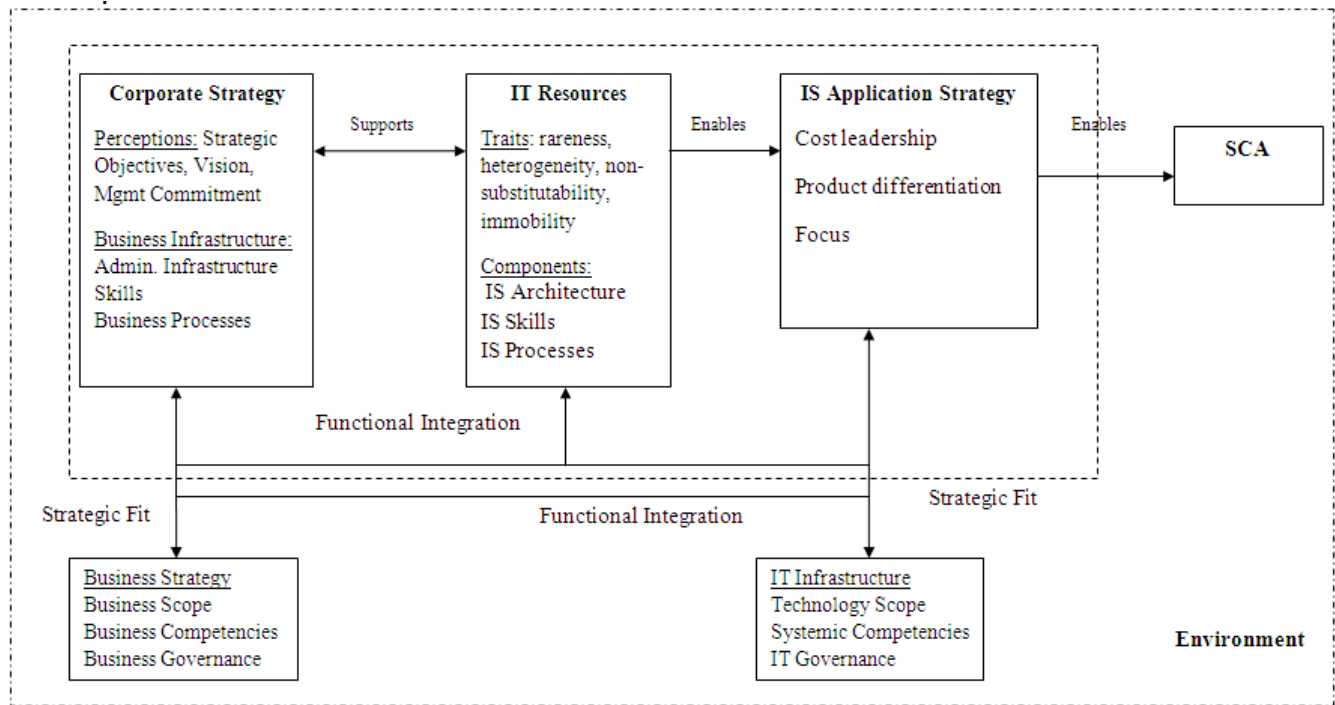 Corporate Strategy
Perceptions: Strategic
Objectives, Vision,
Mgmt Commitment
Business Infrastructure:
Admin. Infrastructure
Skills
Business Processes
Supports
IT Resources
Traits: rareness,
heterogeneity, non-
substitutability,
immobility
Components:
IS Architecture
IS Skills
IS Processes
Enables
IS Application Strategy
Cost leadership
Product differentiation
Focus
Enables
SCA
Functional Integration
Strategic Fit
Functional Integration
Strategic Fit
Business Strategy
Business Scope
Business Competencies
Business Governance
IT Infrastructure
Technology Scope
Systemic Competencies
IT Governance
Environment